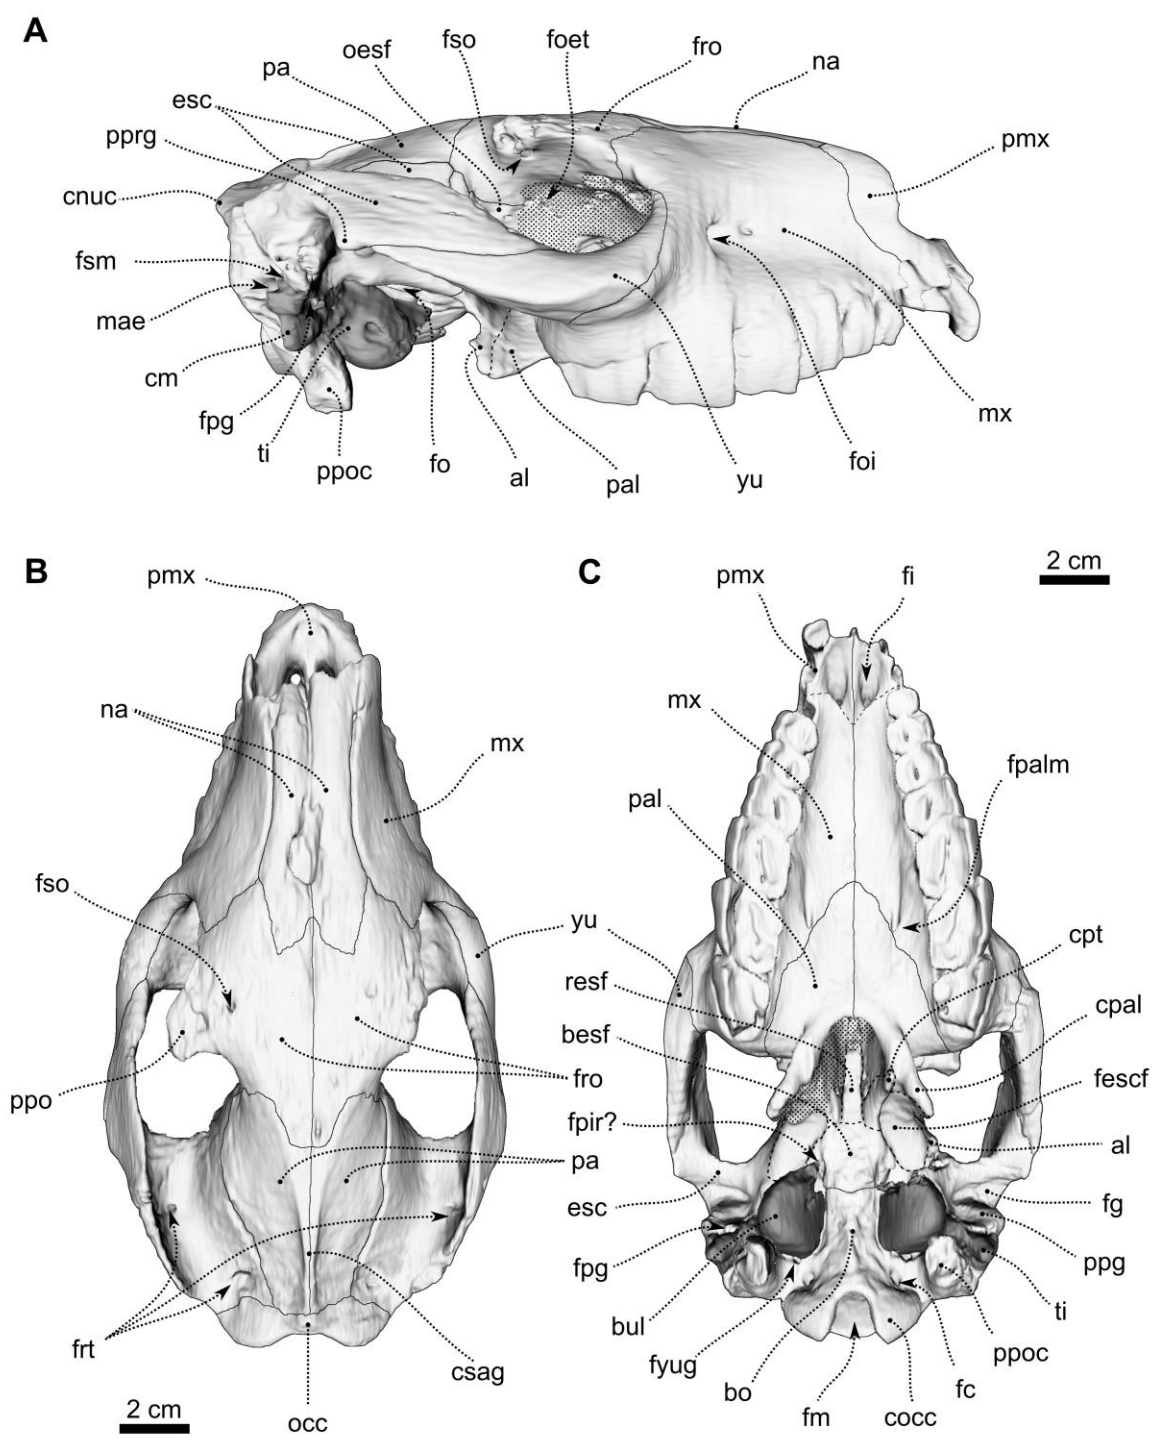 A
fso
foet
oesf
fro
na
pa
esc
pprg
pmx
cnuc
fsm
mae
cm
mx
fpg
foi
ti
ppoc
fo
al
pal
yu
B
pmx
na
mx
fso
yu
ppo
fro
pa
frt
csag
occ
2 cm
C
2 cm
pmx
fi
mx
fpalm
pal
cpt
resf
cpal
besf
fescf
fpir?
al
esc
fg
fpg
ppg
bul
ti
fyug
ppoc
bo
fc
fm
cocc